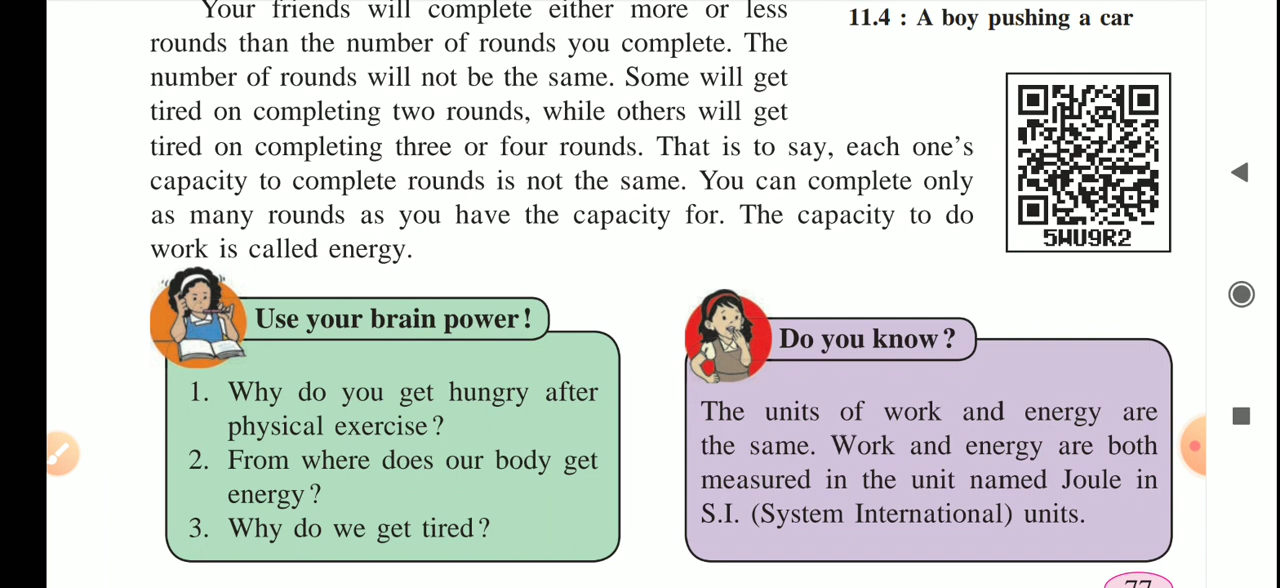 Your friends will complete either more or less
rounds than the number of rounds you complete. The
number of rounds will not be the same. Some will get
tired on completing two rounds, while others will get
tired on completing three or four rounds. That is to say, each one's
capacity to complete rounds is not the same. You can complete only
as many rounds as you have the capacity for. The capacity to do
work is called energy.
11.4 : A boy pushing a car
5WU9R2
Use your brain power!
1. Why do you get hungry after
physical exercise?
2. From where does our body get
energy?
3. Why do we get tired?
Do you know?
The units of work and energy are
the same. Work and energy are both
measured in the unit named Joule in
S.I. (System International) units.
77